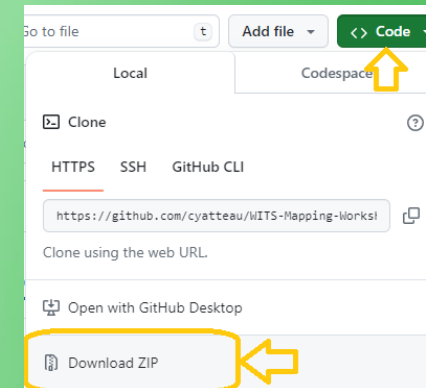 Go to file t Add file <> Code
Local Codespace
Clone
HTTPS SSH GitHub CLI
https://github.com/cyatteau/WITS-Mapping-Works
Clone using the web URL.
Open with GitHub Desktop
Download ZIP